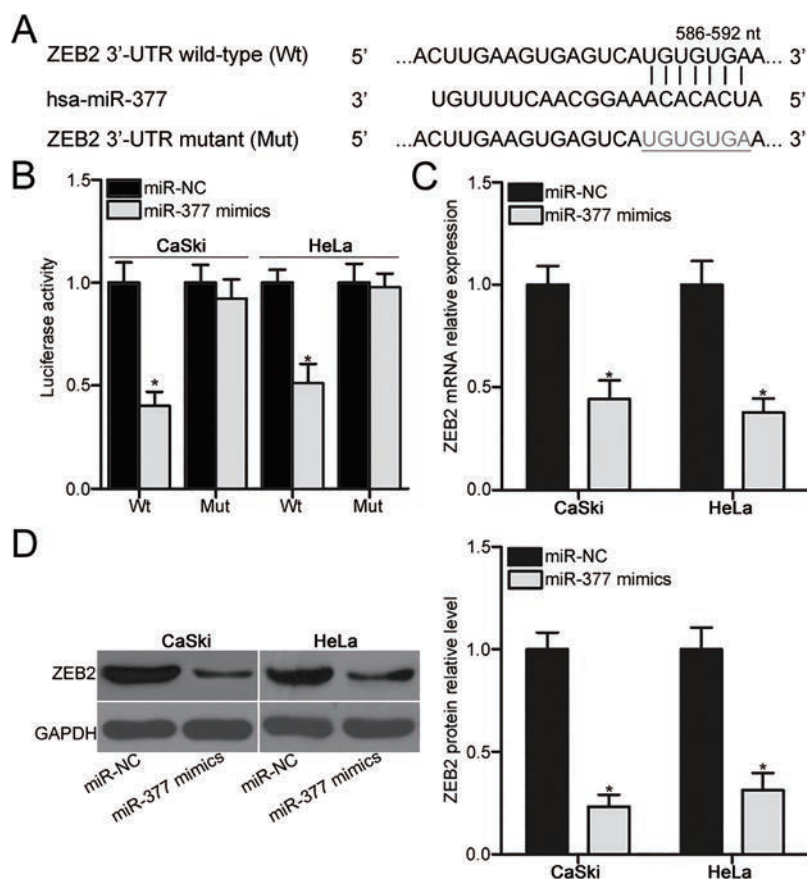 A
586-592 nt
ZEB2 3'-UTR wild-type (Wt) 5' ...ACUUGAAGUGAGUCAUGUGUGAA... 3'
hsa-miR-377 3' UGUUUUCAACGGAAACACACUA 5'
ZEB2 3'-UTR mutant (Mut) 5' ...ACUUGAAGUGAGUCAUGUGUGAA... 3'
B
1.5
1.0
0.5
0.0
Luciferase activity
miR-NC
miR-377 mimics
CaSki HeLa
* *
Wt Mut Wt Mut
C
1.5
1.0
0.5
0.0
ZEB2 mRNA relative expression
miR-NC
miR-377 mimics
* *
CaSki HeLa
D
CaSki HeLa
ZEB2
GAPDH
miR-NC miR-377 mimics miR-NC miR-377 mimics
1.5
1.0
0.5
0.0
ZEB2 protein relative level
miR-NC
miR-377 mimics
* *
CaSki HeLa